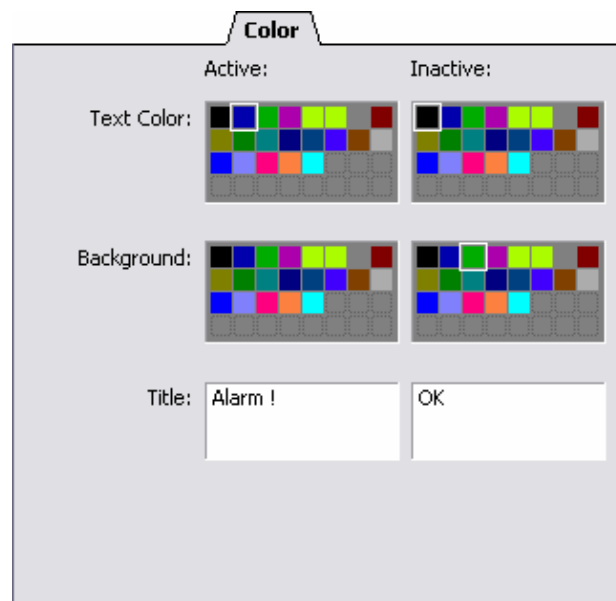 Color
Active: Inactive:
Text Color:
Background:
Title: Alarm ! OK